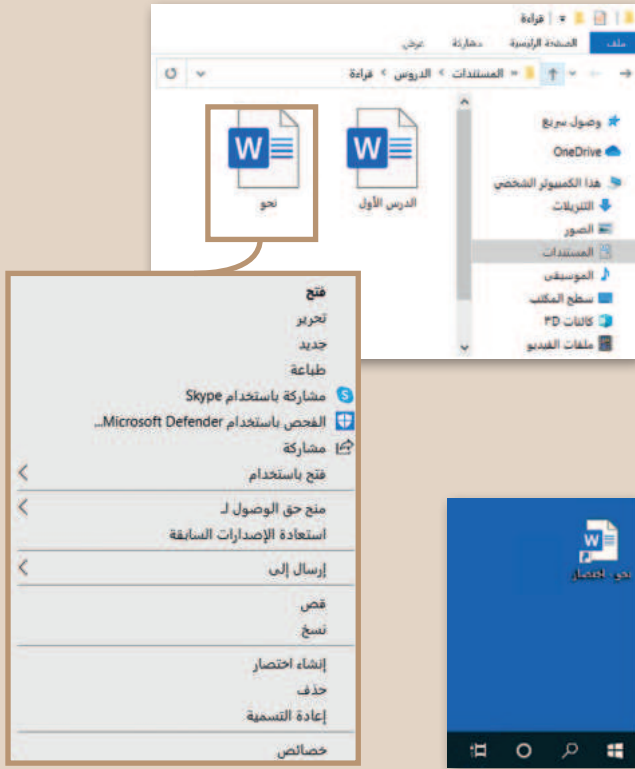 قراءة
ملف الصفحة الرئيسية مشاركة عرض
« المستندات › الدروس › قراءة
وصول سريع
OneDrive
هذا الكمبيوتر الشخصي
التنزيلات
الصور
المستندات
الموسيقى
سطح المكتب
كائنات ٣D
ملفات الفيديو
الدرس الأول
نحو
فتح
تحرير
جديد
طباعة
مشاركة باستخدام Skype
الفحص باستخدام Microsoft Defender...
مشاركة
فتح باستخدام
منح حق الوصول لـ
استعادة الإصدارات السابقة
إرسال إلى
قص
نسخ
إنشاء اختصار
حذف
إعادة التسمية
خصائص
نحو - اختصار